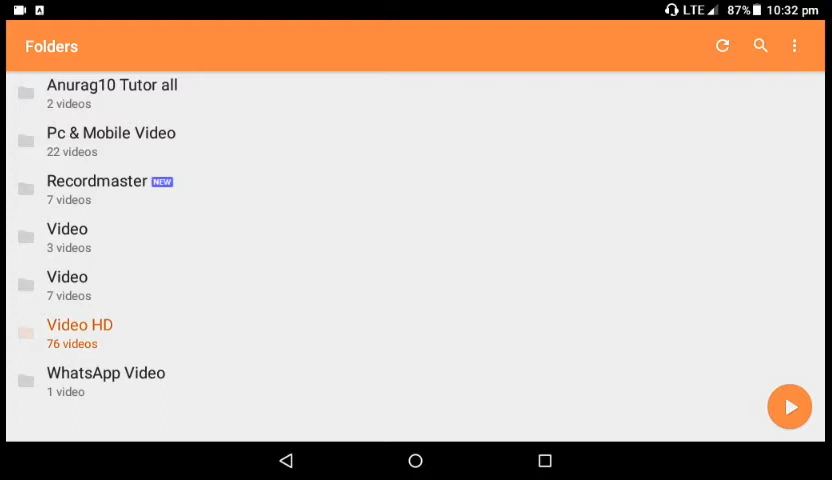 A
LTE 87% 10:32 pm
Folders
Anurag10 Tutor all
2 videos
Pc & Mobile Video
22 videos
Recordmaster NEW
7 videos
Video
3 videos
Video
7 videos
Video HD
76 videos
WhatsApp Video
1 video